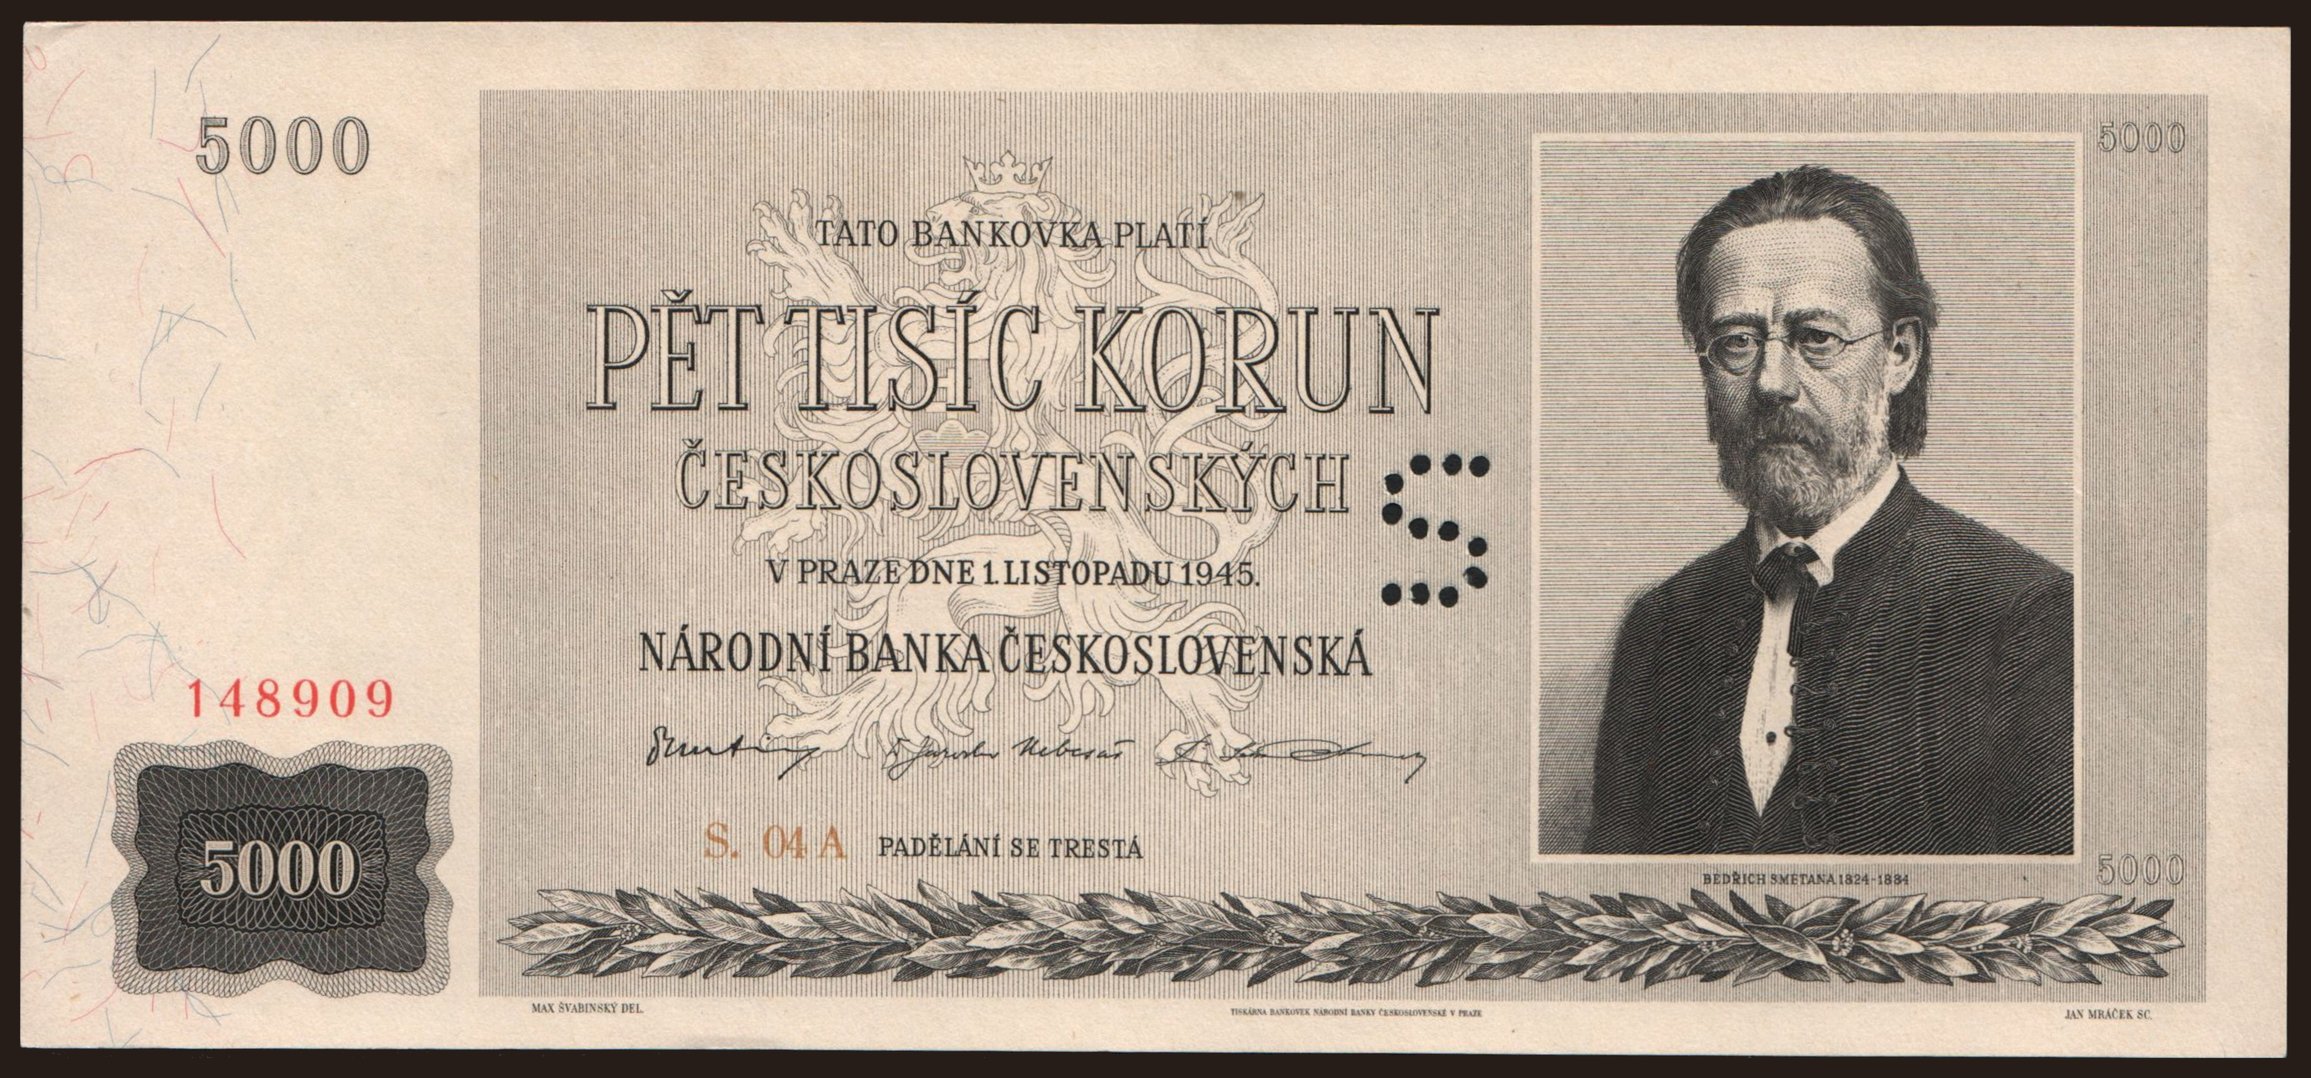 5000
5000
TATO BANKOVKA PLATÍ
PĚT TISÍC KORUN
ČESKOSLOVENSKÝCH
S
V PRAZE DNE 1. LISTOPADU 1945.
NÁRODNÍ BANKA ČESKOSLOVENSKÁ
148909
S. 04 A PADĚLÁNÍ SE TRESTÁ
5000
BEDŘICH SMETANA 1824-1884
5000
MAX ŠVABINSKÝ DEL.
TISKÁRNA BANKOVEK NÁRODNÍ BANKY ČESKOSLOVENSKÉ V PRAZE
JAN MRÁČEK SC.